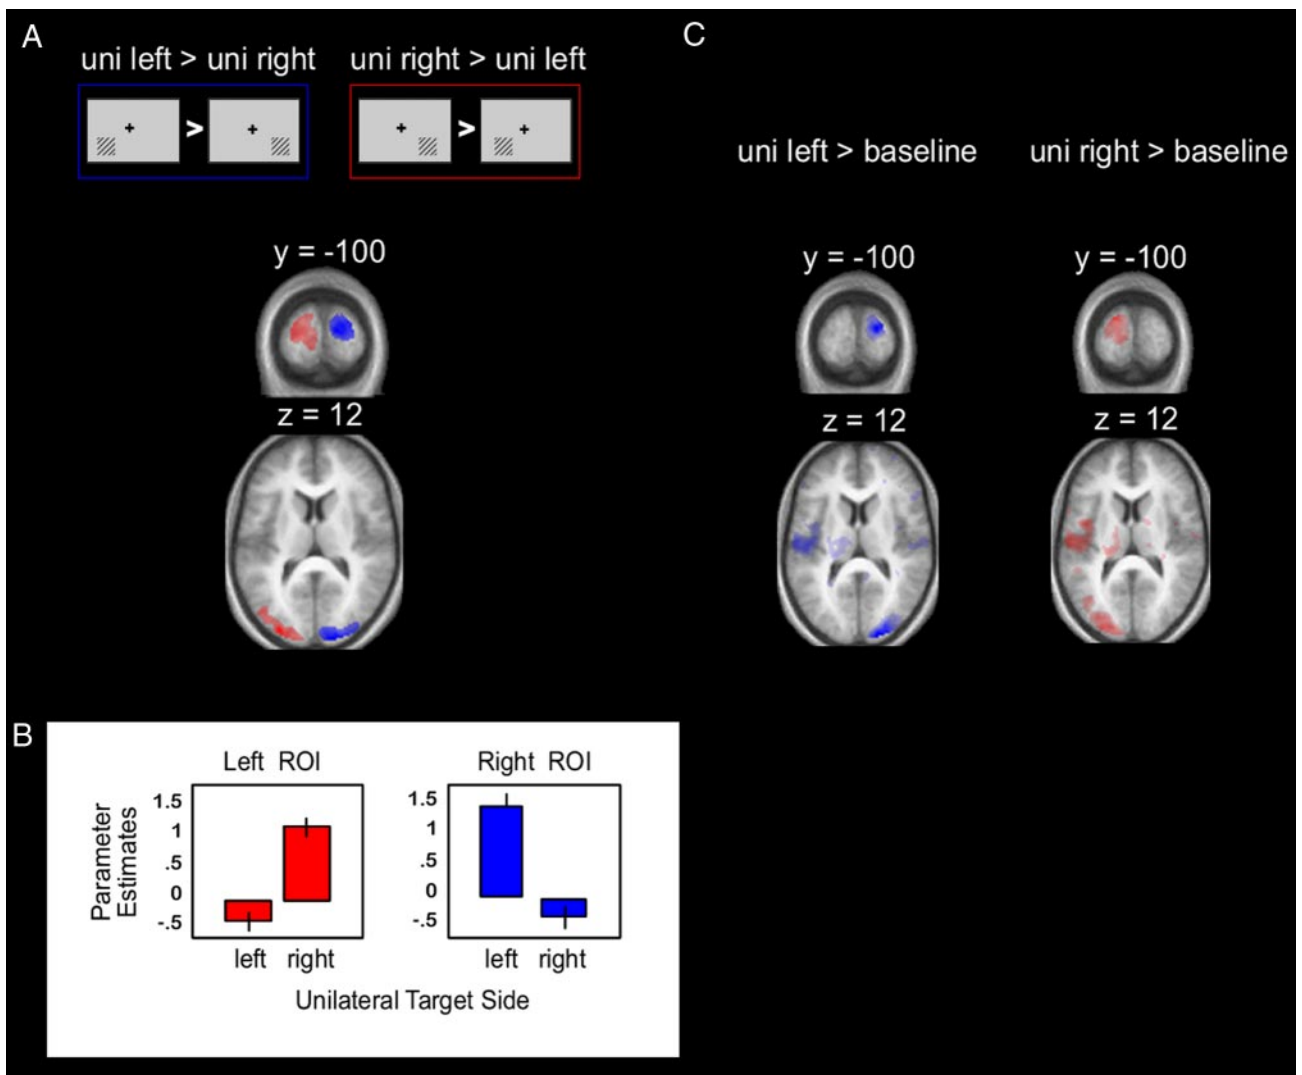 A
uni left > uni right
uni right > uni left
>
>
y = -100
z = 12
C
uni left > baseline
uni right > baseline
y = -100
y = -100
z = 12
z = 12
B
Left ROI
Right ROI
Parameter
Estimates
1.5
1
.5
0
-.5
1.5
1
.5
0
-.5
left right
left right
Unilateral Target Side